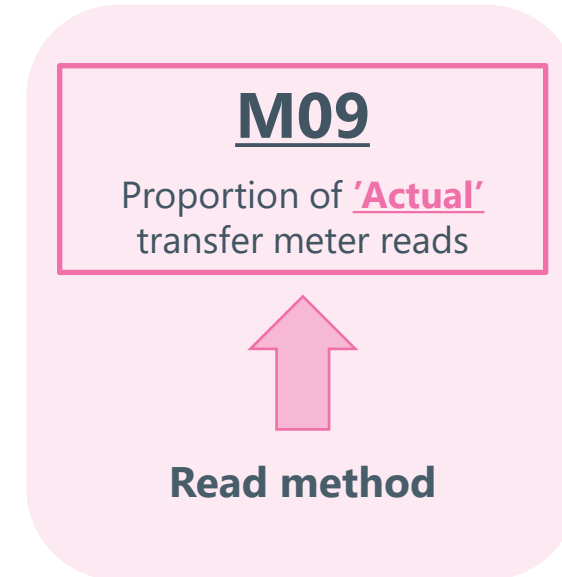 M09
Proportion of ’Actual’
transfer meter reads
Read method